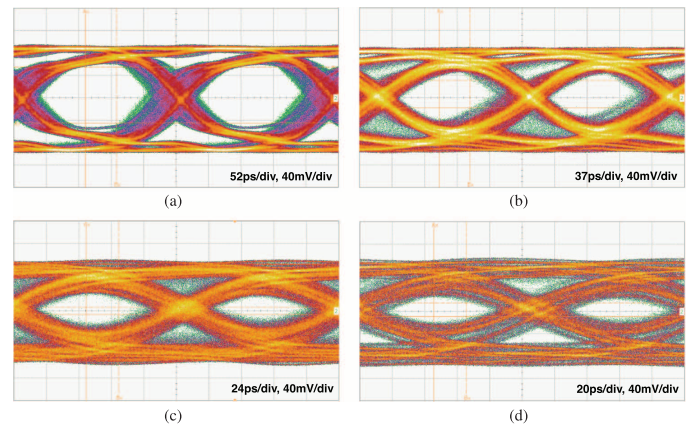 52ps/div, 40mV/div
37ps/div, 40mV/div
(a)
(b)
24ps/div, 40mV/div
20ps/div, 40mV/div
(c)
(d)